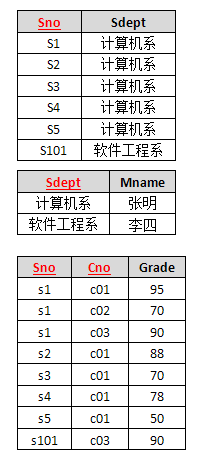 Sno Sdept
S1 计算机系
S2 计算机系
S3 计算机系
S4 计算机系
S5 计算机系
S101 软件工程系
Sdept Mname
计算机系 张明
软件工程系 李四
Sno Cno Grade
s1 c01 95
s1 c02 70
s1 c03 90
s2 c01 88
s3 c01 70
s4 c01 78
s5 c01 50
s101 c03 90